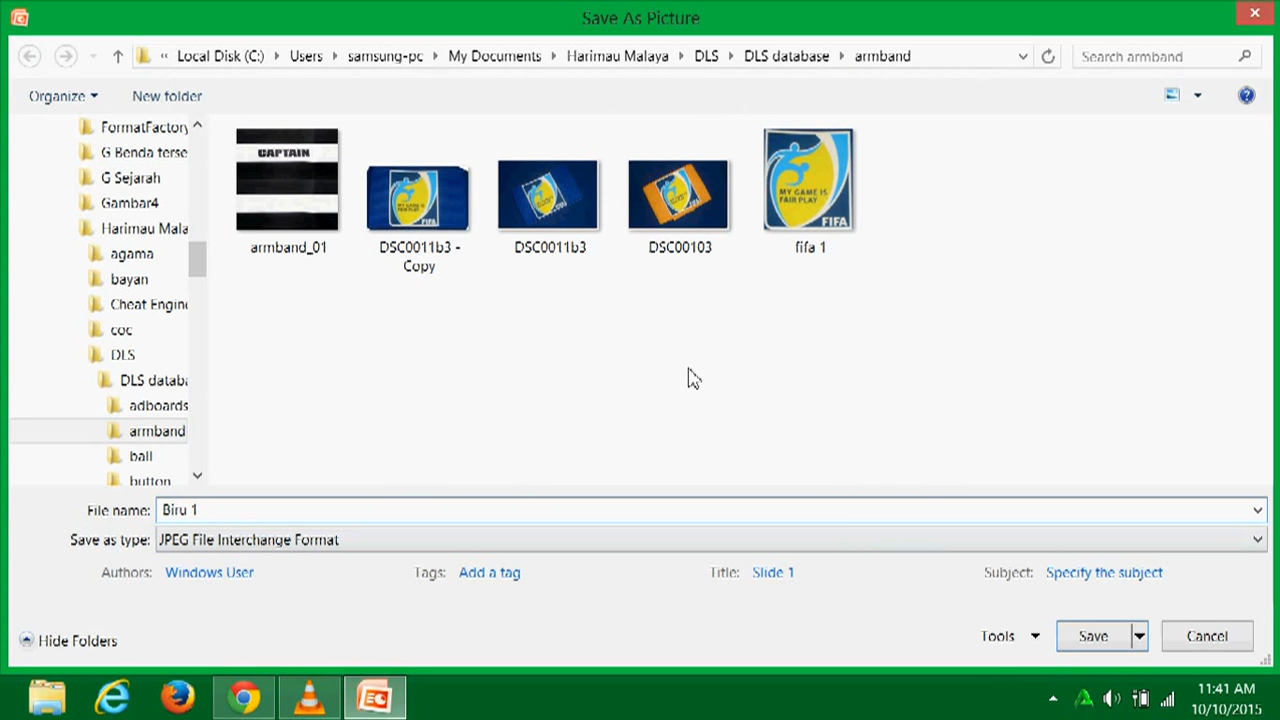 Save As Picture
Local Disk (C:) Users samsung-pc My Documents Harimau Malaya DLS DLS database armband
Search armband
Organize New folder
FormatFactory
G Benda terse
G Sejarah
Gambar4
Harimau Mala
agama
bayan
Cheat Engine
coc
DLS
DLS databa
adboards
armband
ball
button
CAPTAIN
armband_01
FIFA
DSC0011b3 -
Copy
DSC0011b3
DSC00103
MY GAME IS
FAIR PLAY
FIFA
fifa 1
File name: Biru 1
Save as type: JPEG File Interchange Format
Authors: Windows User Tags: Add a tag Title: Slide 1 Subject: Specify the subject
Hide Folders
Tools Save Cancel
11:41 AM
10/10/2015